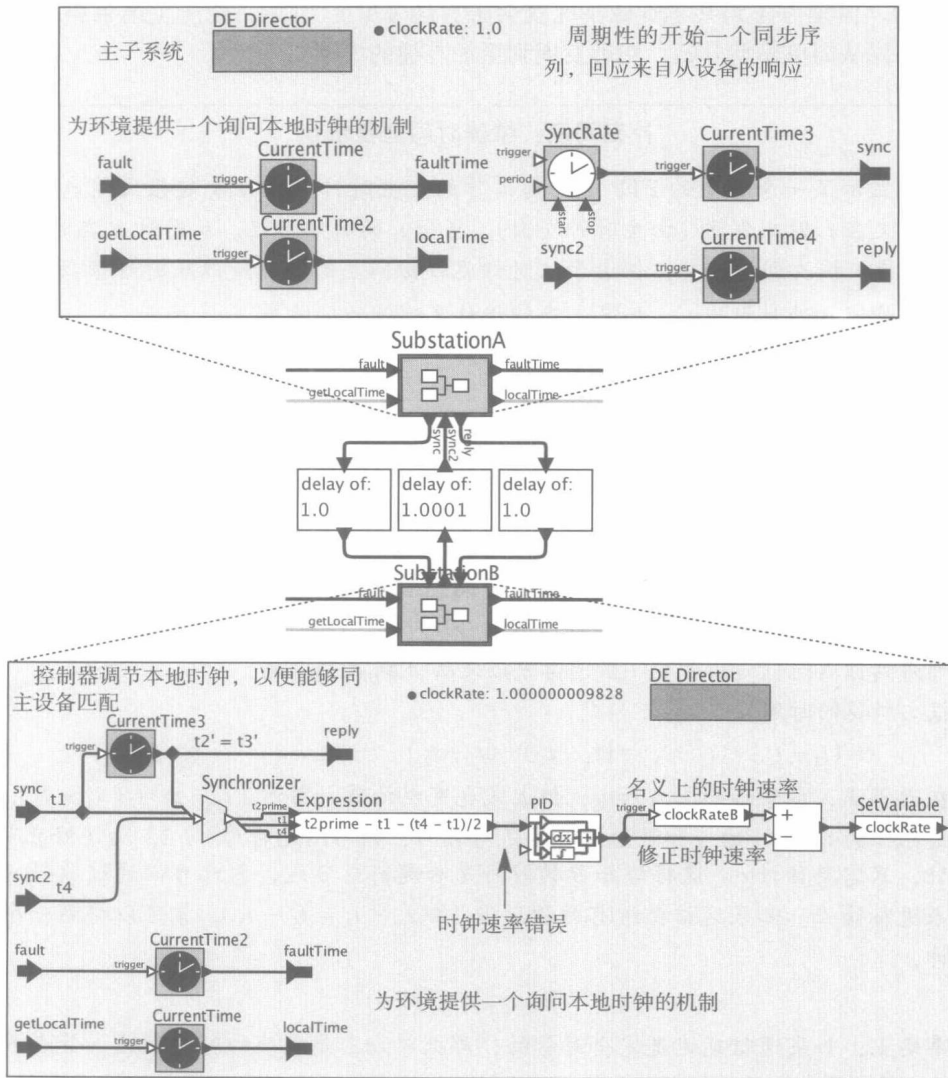 DE Director
主子系统
clockRate: 1.0
周期性的开始一个同步序
列，回应来自从设备的响应
为环境提供一个询问本地时钟的机制
fault
CurrentTime
trigger
faultTime
getLocalTime
CurrentTime2
trigger
localTime
SyncRate
trigger
period
start
stop
CurrentTime3
trigger
sync
sync2
CurrentTime4
trigger
reply
SubstationA
fault
faultTime
getLocalTime
localTime
sync
sync2
reply
delay of:
1.0
delay of:
1.0001
delay of:
1.0
SubstationB
fault
faultTime
getLocalTime
localTime
控制器调节本地时钟，以便能够同
主设备匹配
clockRate: 1.000000009828
DE Director
CurrentTime3
trigger
t2' = t3'
reply
sync
t1
Synchronizer
t2prime
t1
t4
Expression
t2prime - t1 - (t4 - t1)/2
PID
dx
名义上的时钟速率
trigger
clockRateB
+
−
修正时钟速率
SetVariable
clockRate
sync2
t4
时钟速率错误
fault
CurrentTime2
trigger
faultTime
为环境提供一个询问本地时钟的机制
getLocalTime
CurrentTime
trigger
localTime